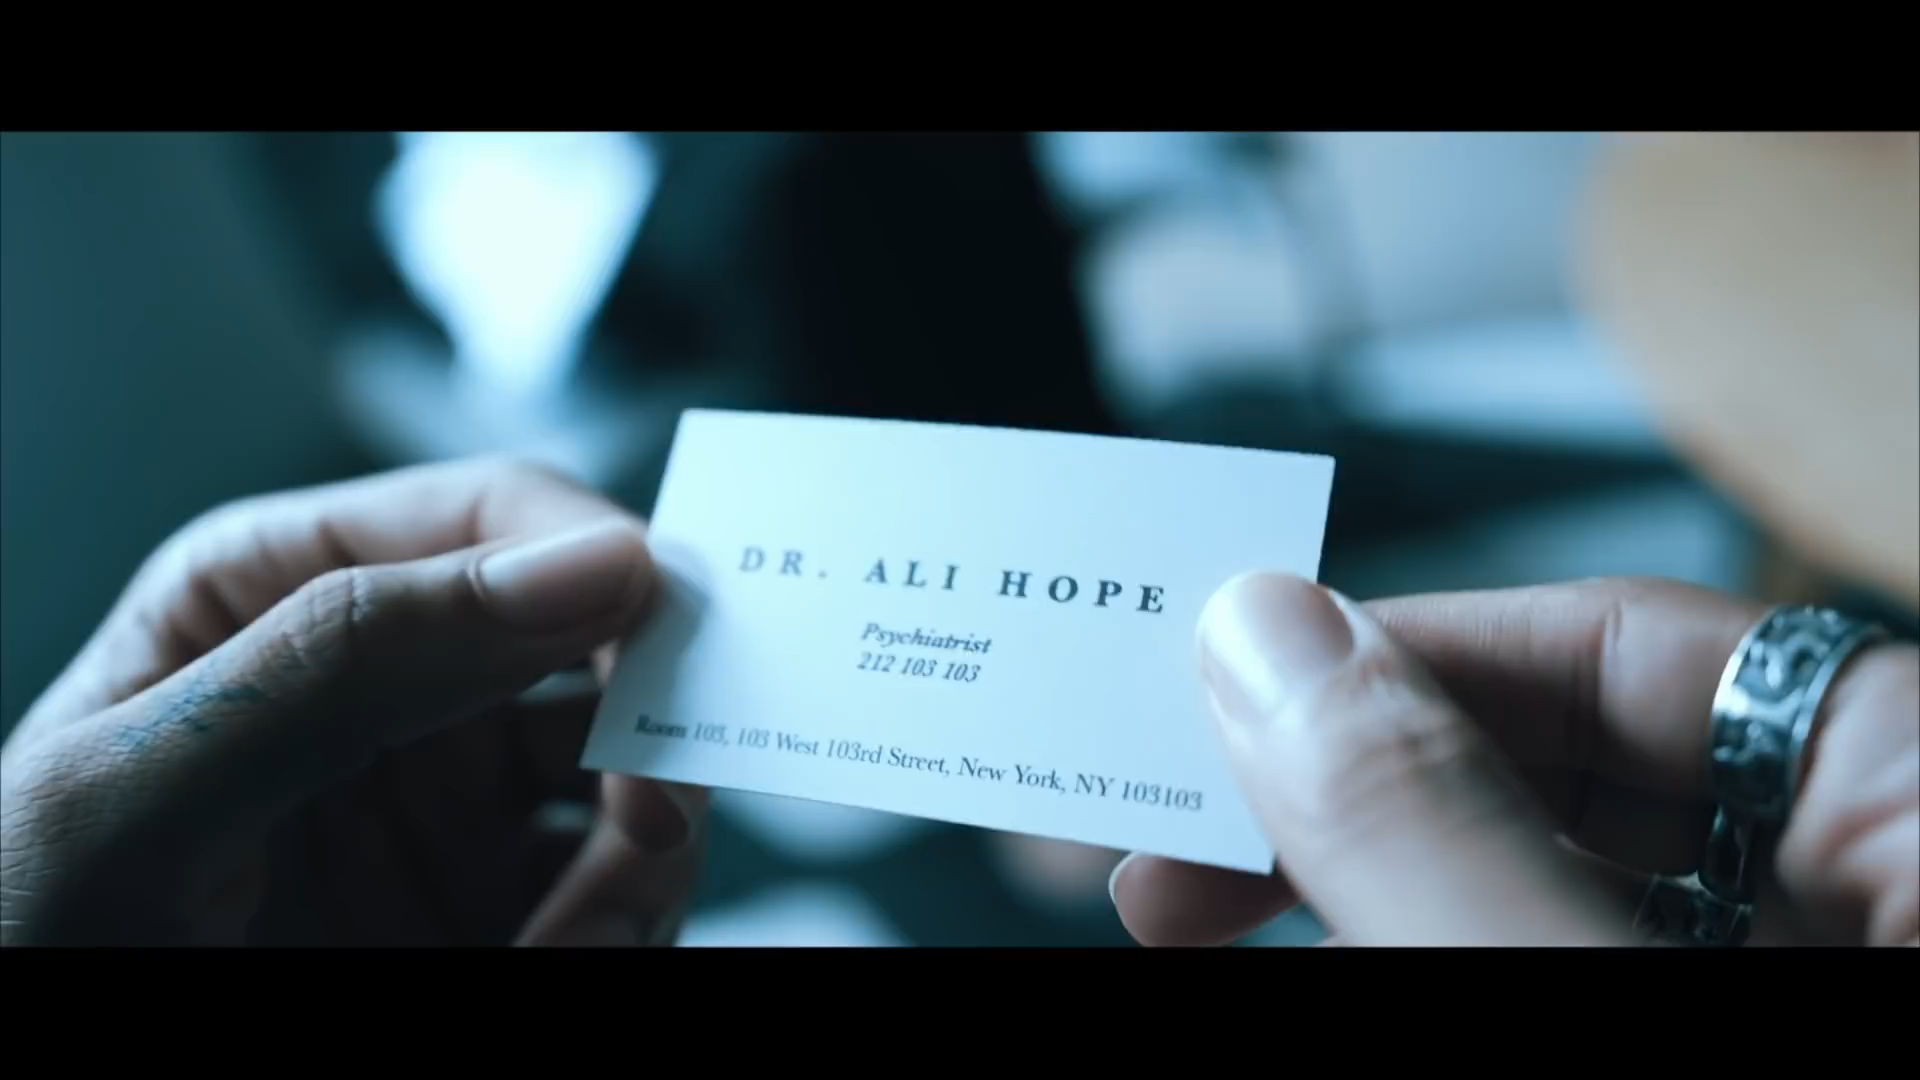 DR. ALI HOPE
Psychiatrist
212 103 103
Room 103, 103 West 103rd Street, New York, NY 103103